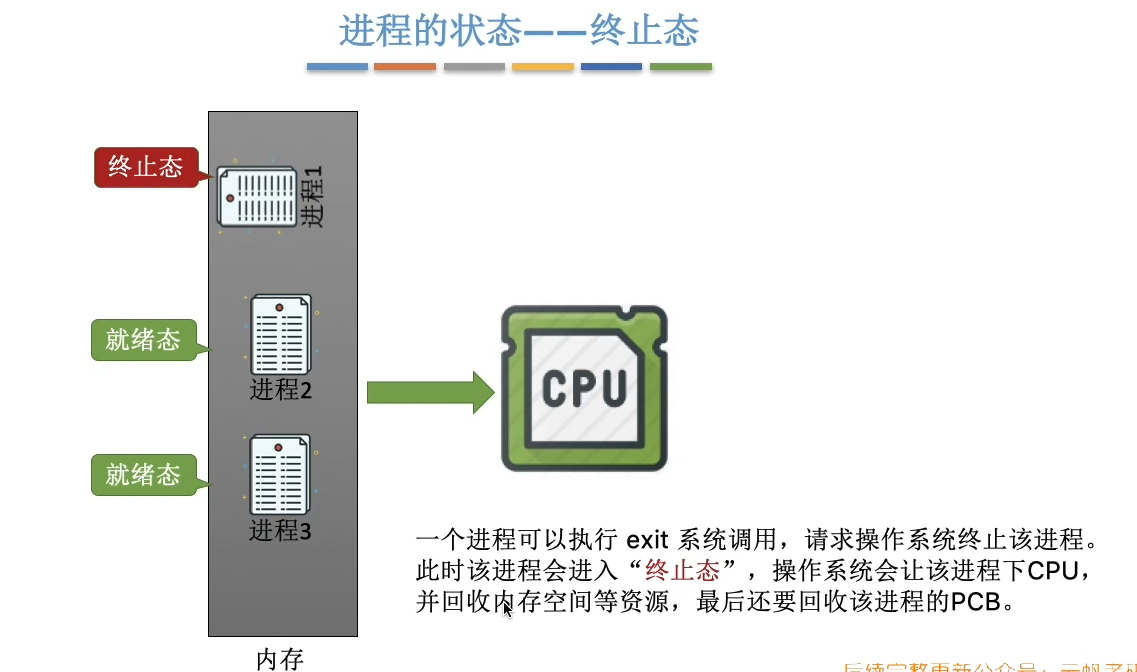 进程的状态——终止态
终止态
进程1
就绪态
进程2
CPU
就绪态
进程3
一个进程可以执行 exit 系统调用，请求操作系统终止该进程。
此时该进程会进入“终止态”，操作系统会让该进程下CPU，
并回收内存空间等资源，最后还要回收该进程的PCB。
内存